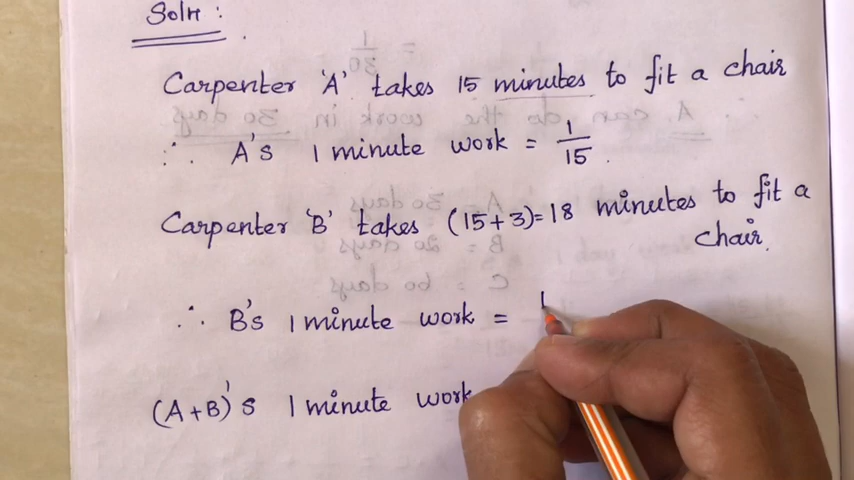 Soln :
Carpenter 'A' takes 15 minutes to fit a chair
∴ A's 1 minute work = 1/15.
Carpenter 'B' takes (15+3)=18 minutes to fit a
chair.
∴ B's 1 minute work = 1
(A+B)'s 1 minute work